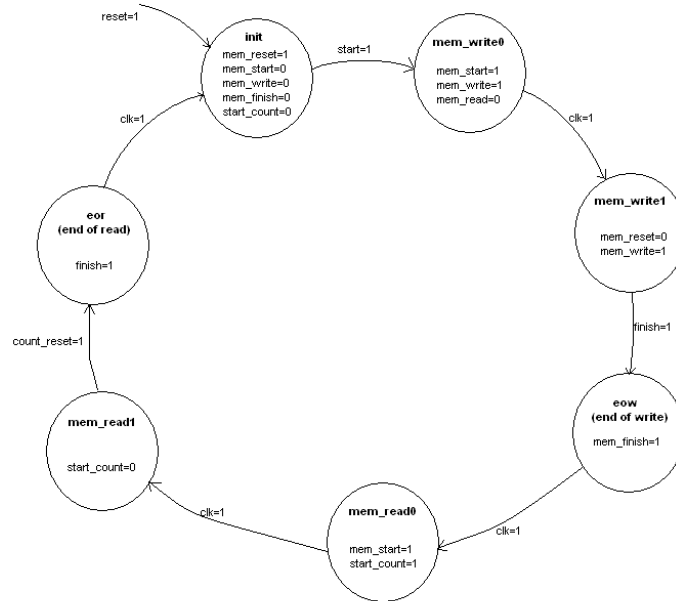 reset=1
init
mem_reset=1
mem_start=0
mem_write=0
mem_finish=0
start_count=0
start=1
mem_write0
mem_start=1
mem_write=1
mem_read=0
clk=1
mem_write1
mem_reset=0
mem_write=1
finish=1
eow
(end of write)
mem_finish=1
clk=1
mem_read0
mem_start=1
start_count=1
clk=1
mem_read1
start_count=0
count_reset=1
eor
(end of read)
finish=1
clk=1